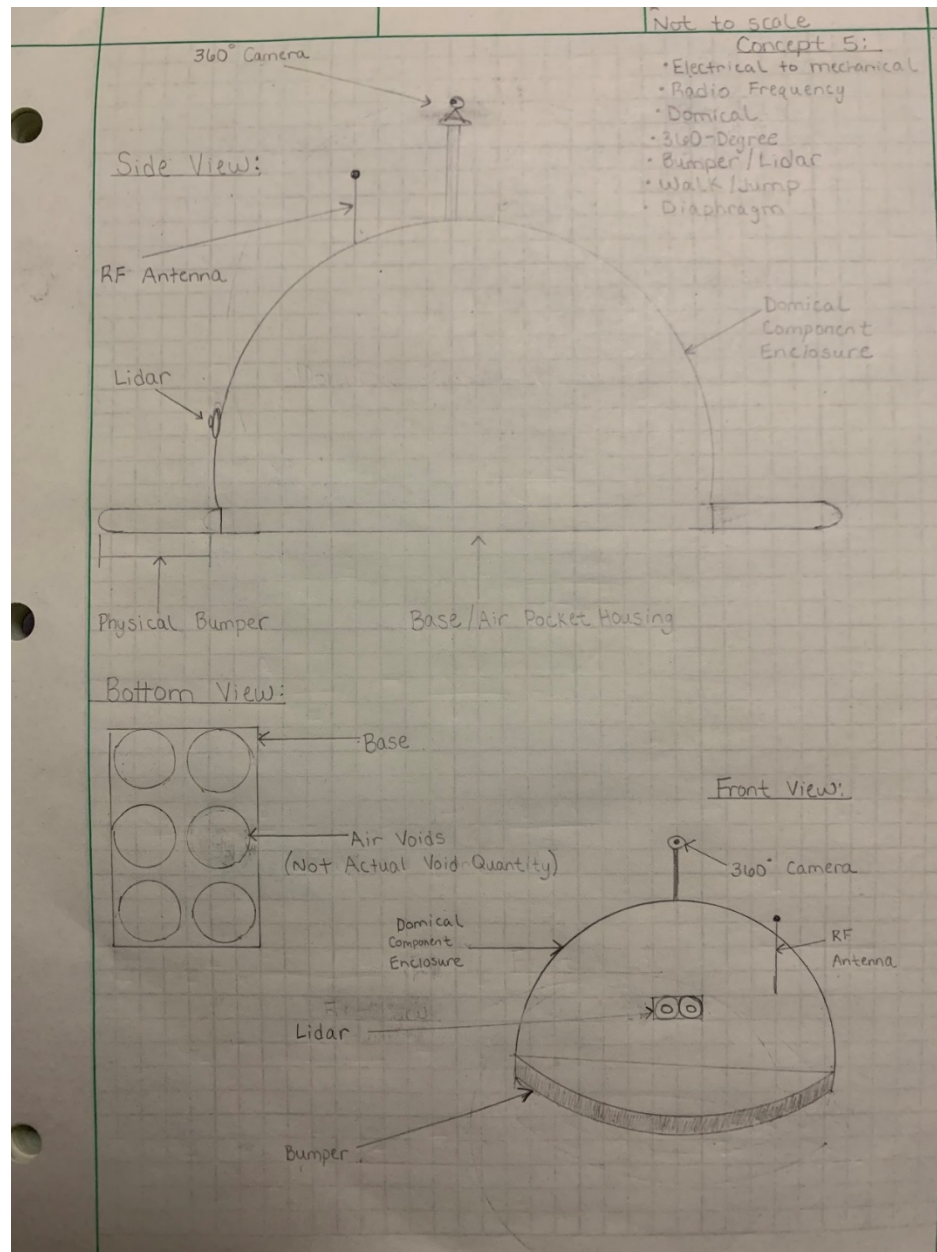 Not to scale
Concept 5:
• Electrical to mechanical
• Radio Frequency
• Domical
• 360-Degree
• Bumper/Lidar
• Walk/Jump
• Diaphragm
360° Camera
Side View:
RF Antenna
Domical
Component
Enclosure
Lidar
Physical Bumper
Base/Air Pocket Housing
Bottom View:
Base
Air Voids
(Not Actual Void Quantity)
Front View:
360° Camera
Domical
Component
Enclosure
RF
Antenna
Lidar
Bumper